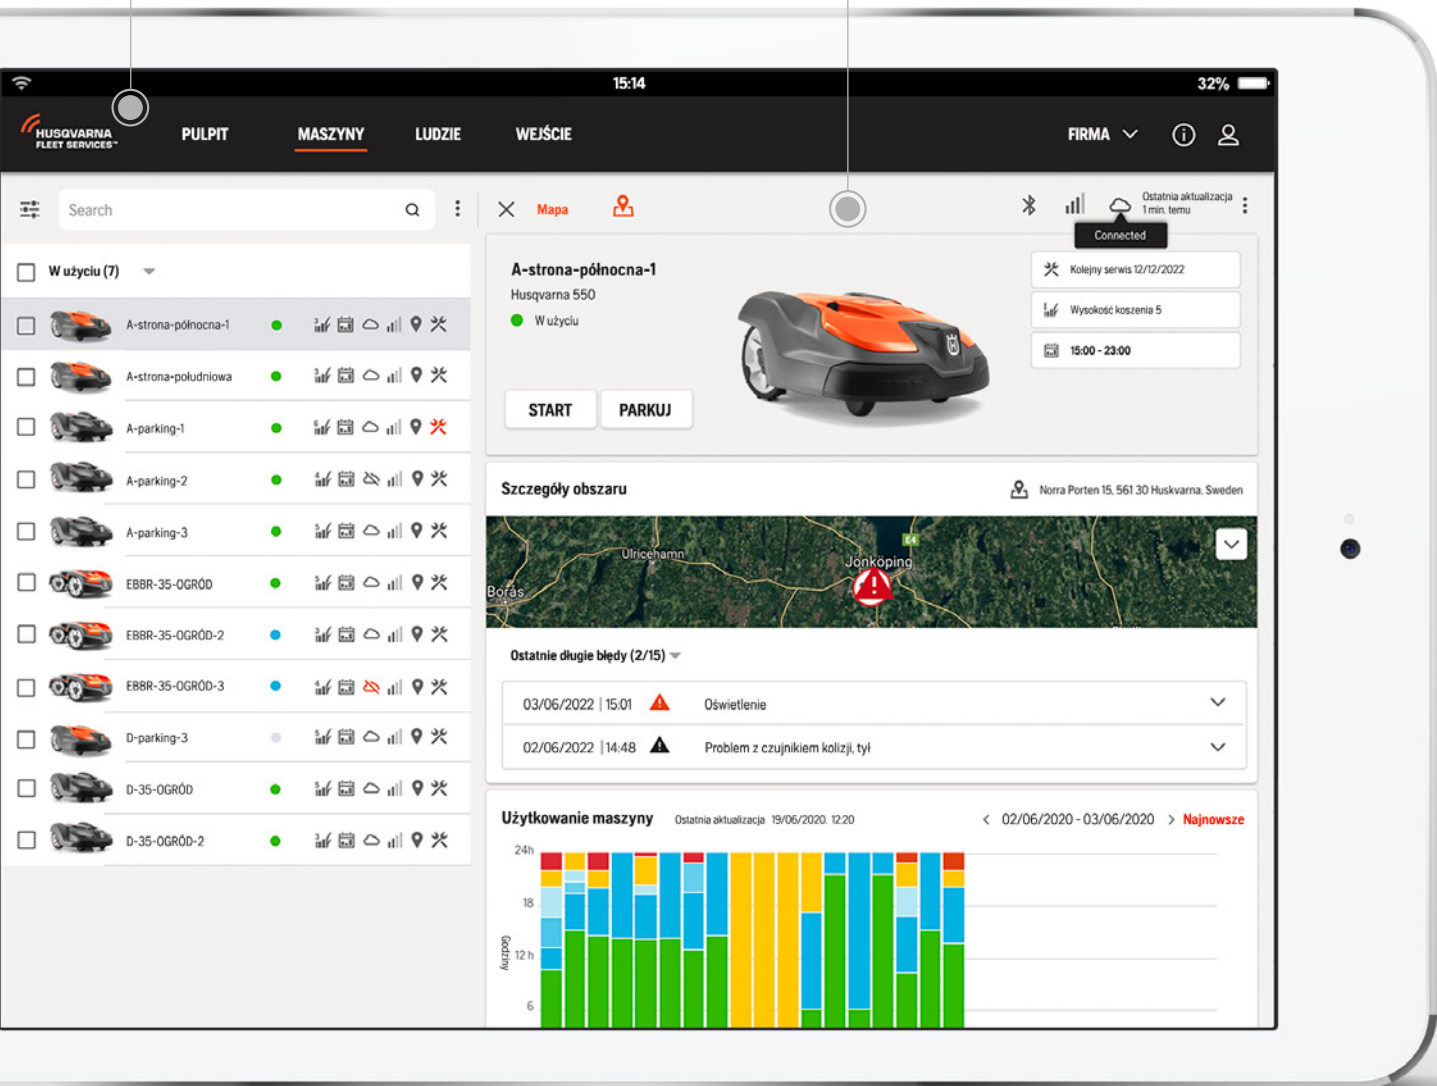 15:14
32%
HUSQVARNA
FLEET SERVICES™
PULPIT
MASZYNY
LUDZIE
WEJŚCIE
FIRMA
Search
Mapa
Ostatnia aktualizacja
1 min. temu
Connected
W użyciu (7)
A-strona-północna-1
A-strona-południowa
A-parking-1
A-parking-2
A-parking-3
EBBR-35-OGRÓD
EBBR-35-OGRÓD-2
EBBR-35-OGRÓD-3
D-parking-3
D-35-OGRÓD
D-35-OGRÓD-2
A-strona-północna-1
Husqvarna 550
W użyciu
START
PARKUJ
Kolejny serwis 12/12/2022
Wysokość koszenia 5
15:00 - 23:00
Szczegóły obszaru
Norra Porten 15, 561 30 Huskvarna, Sweden
Ulricehamn
E4
Jönköping
Borås
Ostatnie długie błędy (2/15)
03/06/2022 | 15:01 Oświetlenie
02/06/2022 | 14:48 Problem z czujnikiem kolizji, tył
Użytkowanie maszyny
Ostatnia aktualizacja 19/06/2020. 12:20
02/06/2020 - 03/06/2020
Najnowsze
24h
18
12 h
6
Godziny